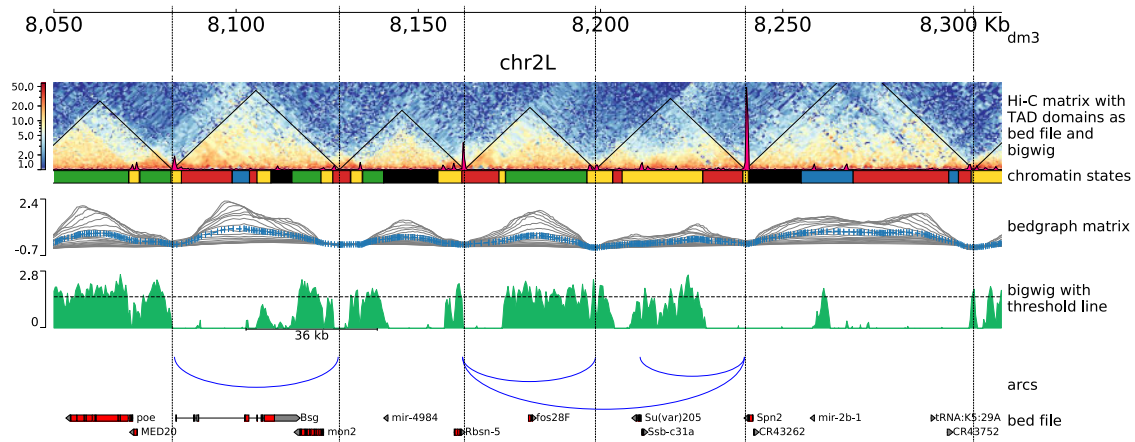 8,050 8,100 8,150 8,200 8,250 8,300 Kb
dm3
chr2L
50.0
20.0
10.0
5.0
2.0
1.0
Hi-C matrix with
TAD domains as
bed file and
bigwig
chromatin states
2.4
-0.7
bedgraph matrix
2.8
0
36 kb
bigwig with
threshold line
arcs
poe Bsg mir-4984 fos28F Su(var)205 Spn2 mir-2b-1 tRNA:K5:29A
bed file
MED20 mon2 Rbsn-5 Ssb-c31a CR43262 CR43752